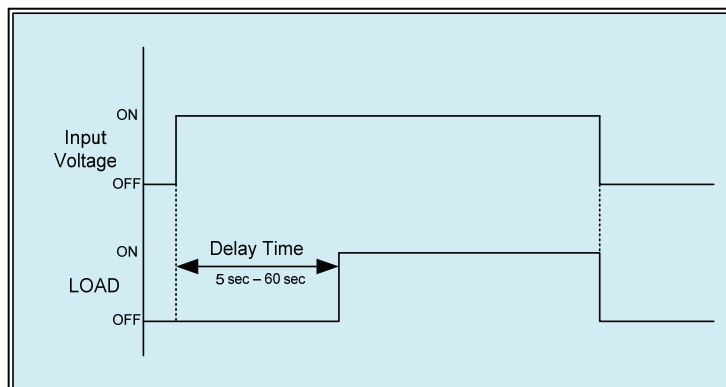 ON
Input
Voltage
OFF
ON
Delay Time
5 sec – 60 sec
LOAD
OFF